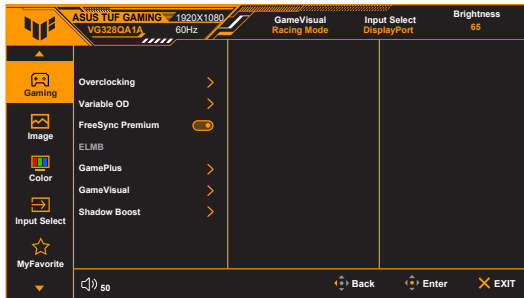 ASUS TUF GAMING
VG328QA1A
1920X1080
60Hz
GameVisual
Racing Mode
Input Select
DisplayPort
Brightness
65
Gaming
Image
Color
Input Select
MyFavorite
Overclocking
Variable OD
FreeSync Premium
ELMB
GamePlus
GameVisual
Shadow Boost
50
Back
Enter
EXIT